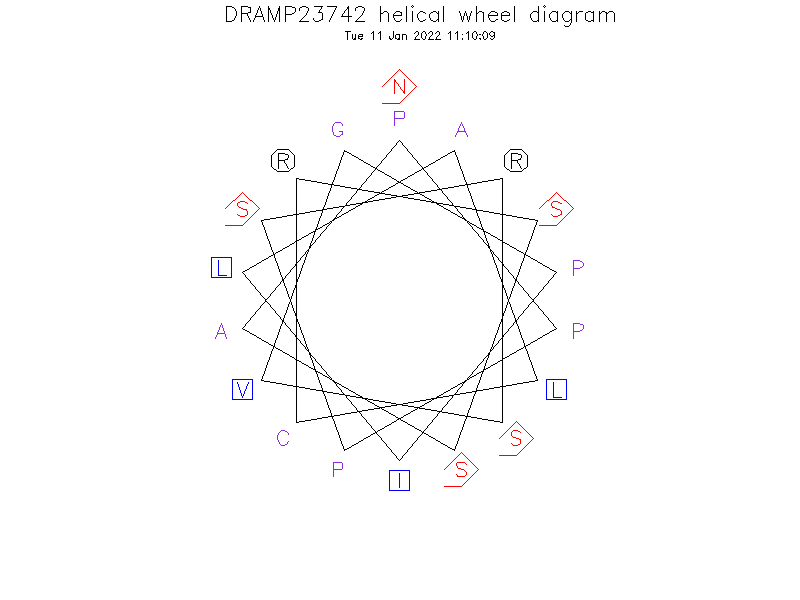 DRAMP23742 helical wheel diagram
Tue 11 Jan 2022 11:10:09
N
G P A
R R
S S
L P
A P
V L
C S
P I S